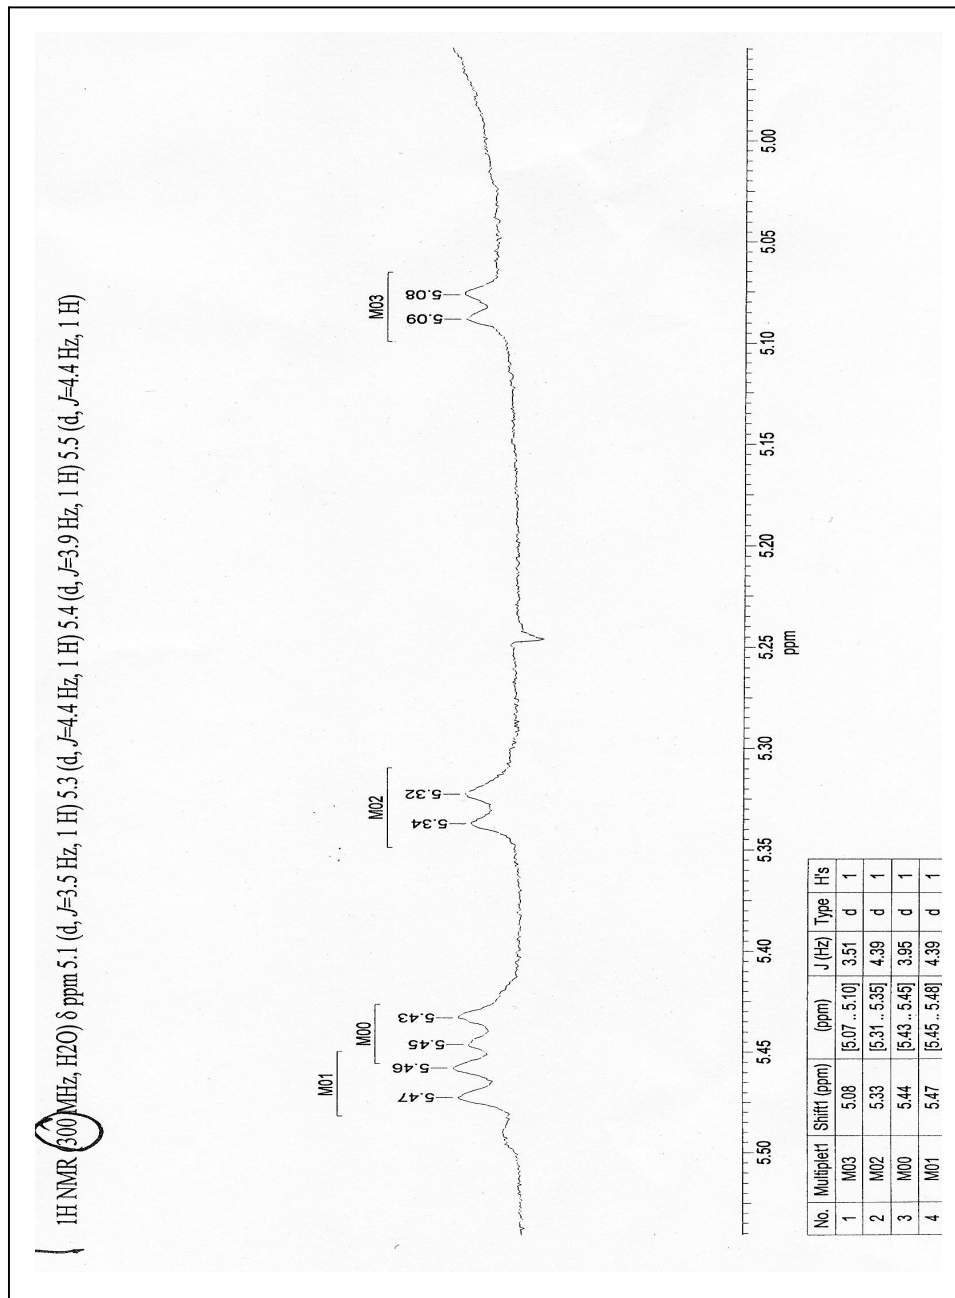 1H NMR (300 MHz, H2O) δ ppm 5.1 (d, J=3.5 Hz, 1 H) 5.3 (d, J=4.4 Hz, 1 H) 5.4 (d, J=3.9 Hz, 1 H) 5.5 (d, J=4.4 Hz, 1 H)
M01
M00
M02
M03
5.47
5.46
5.45
5.43
5.34
5.32
5.09
5.08
5.50
5.45
5.40
5.35
5.30
5.25
5.20
5.15
5.10
5.05
5.00
ppm
No. Multiplet1 Shift1 (ppm) (ppm) J (Hz) Type H's
1 M03 5.08 [5.07 .. 5.10] 3.51 d 1
2 M02 5.33 [5.31 .. 5.35] 4.39 d 1
3 M00 5.44 [5.43 .. 5.45] 3.95 d 1
4 M01 5.47 [5.45 .. 5.48] 4.39 d 1